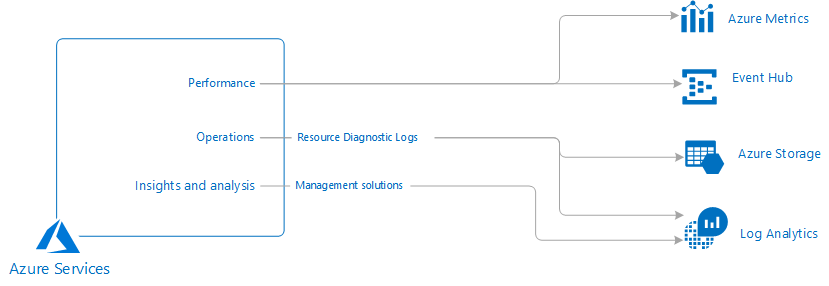 Azure Metrics
Performance
Event Hub
Operations
Resource Diagnostic Logs
Azure Storage
Insights and analysis
Management solutions
Log Analytics
Azure Services